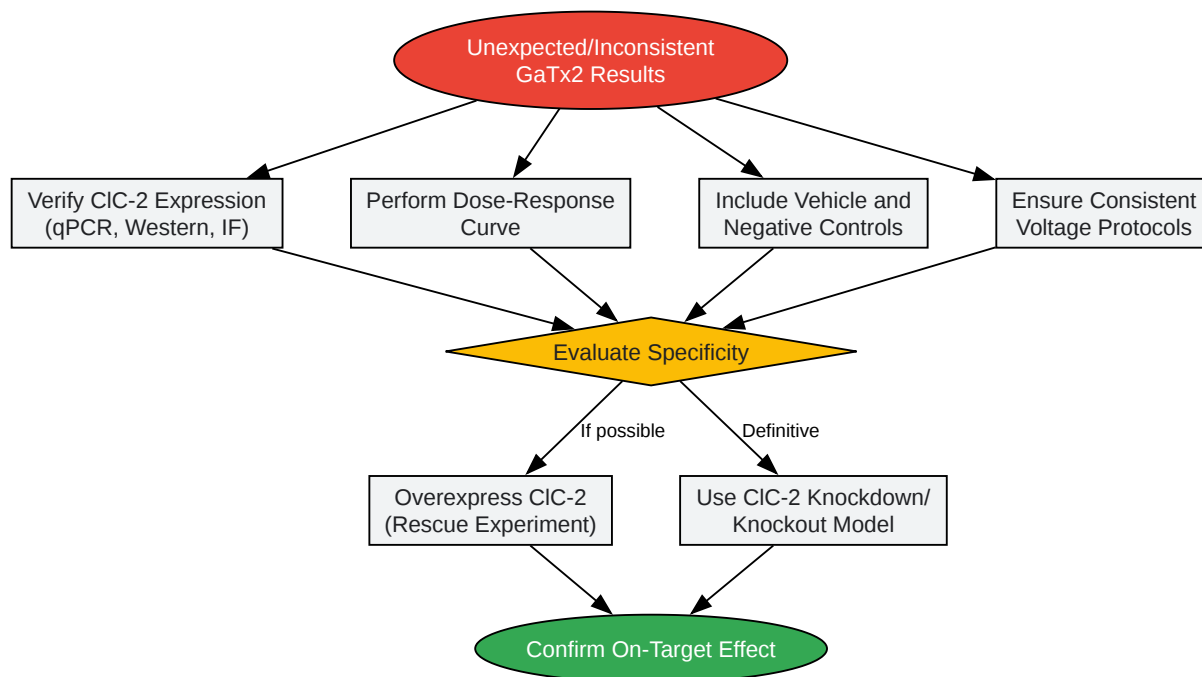 Unexpected/Inconsistent
GaTx2 Results
Verify ClC-2 Expression
(qPCR, Western, IF)
Perform Dose-Response
Curve
Include Vehicle and
Negative Controls
Ensure Consistent
Voltage Protocols
Evaluate Specificity
If possible
Definitive
Overexpress ClC-2
(Rescue Experiment)
Use ClC-2 Knockdown/
Knockout Model
Confirm On-Target Effect